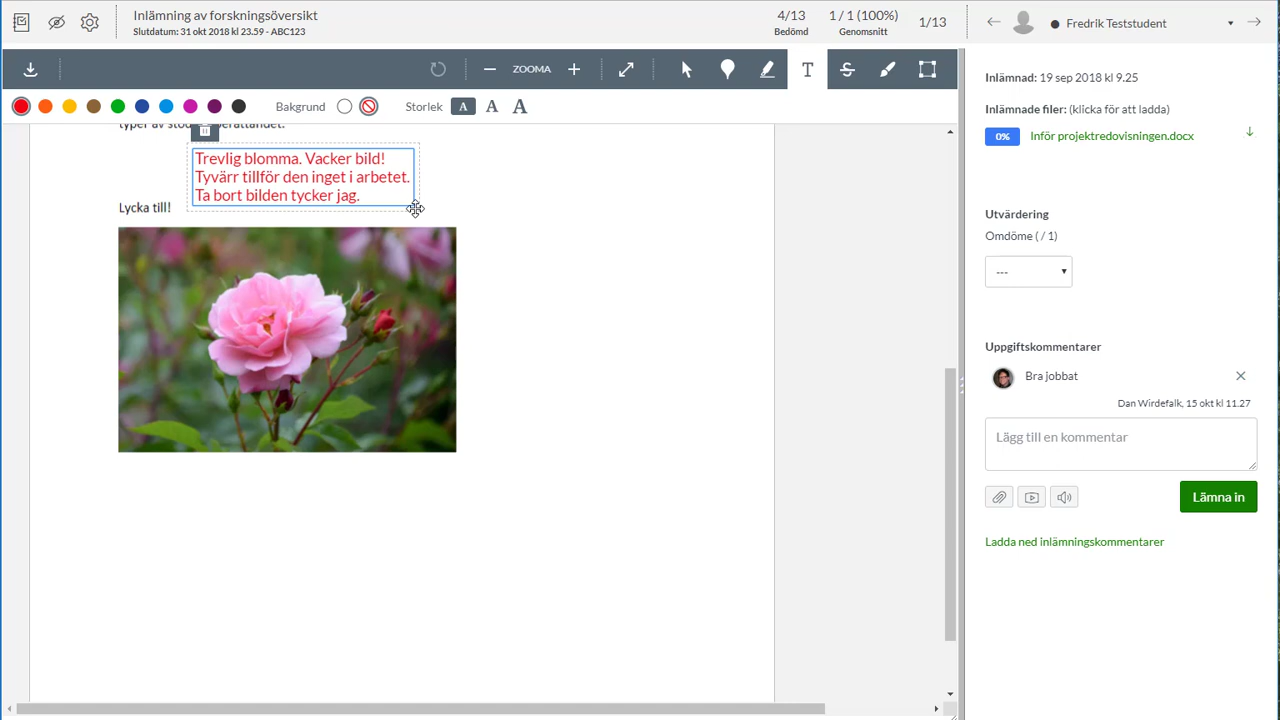 Inlämning av forskningsöversikt
Slutdatum: 31 okt 2018 kl 23.59 - ABC123
4/13
Bedömd
1 / 1 (100%)
Genomsnitt
1/13
Fredrik Teststudent
ZOOMA
T
Bakgrund
Storlek
A
A
A
Trevlig blomma. Vacker bild!
Tyvärr tillför den inget i arbetet.
Ta bort bilden tycker jag.
Lycka till!
Inlämnad: 19 sep 2018 kl 9.25
Inlämnade filer: (klicka för att ladda)
0%
Inför projektredovisningen.docx
Utvärdering
Omdöme ( / 1)
---
Uppgiftskommentarer
Bra jobbat
Dan Wirdefalk, 15 okt kl 11.27
Lägg till en kommentar
Lämna in
Ladda ned inlämningskommentarer